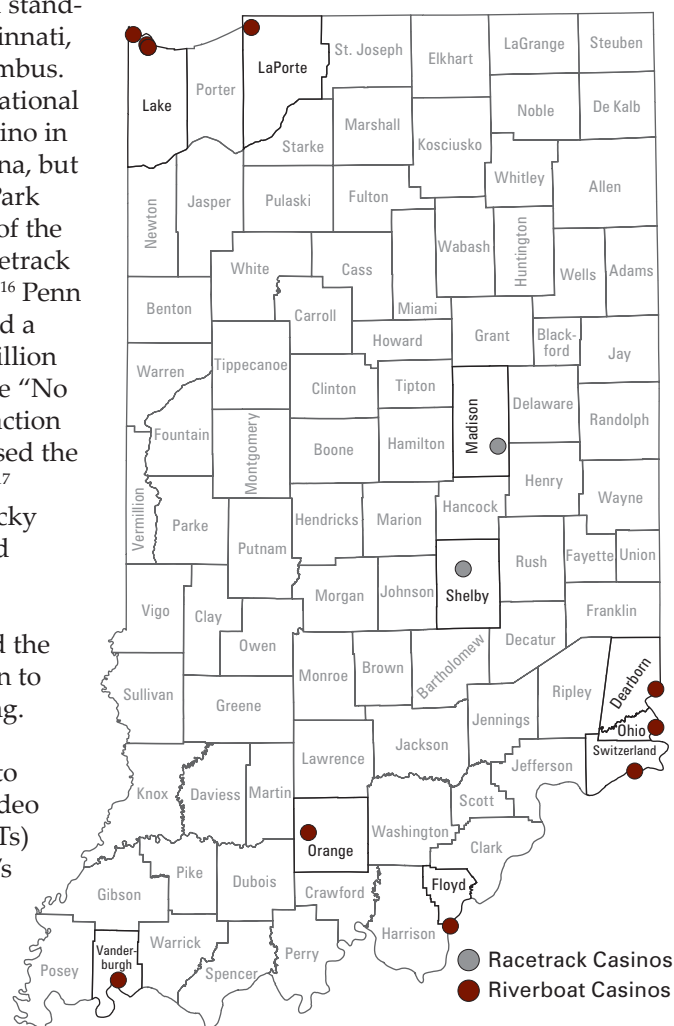 stand-
innati,
mbus.
ational
ino in
na, but
Park
of the
etrack
16 Penn
d a
illion
e “No
action
sed the
17
cky
d
d the
n to
g.
to
deo
Ts)
’s
St. Joseph
Elkhart
LaGrange
Steuben
LaPorte
Porter
Lake
Noble
De Kalb
Marshall
Starke
Kosciusko
Whitley
Allen
Newton
Jasper
Pulaski
Fulton
Wabash
Huntington
Wells
Adams
White
Cass
Miami
Benton
Carroll
Howard
Grant
Black-
ford
Jay
Warren
Tippecanoe
Clinton
Tipton
Madison
Delaware
Randolph
Fountain
Montgomery
Boone
Hamilton
Henry
Wayne
Vermillion
Parke
Putnam
Hendricks
Marion
Hancock
Rush
Fayette
Union
Shelby
Morgan
Johnson
Vigo
Clay
Owen
Franklin
Decatur
Monroe
Brown
Bartholomew
Dearborn
Ripley
Sullivan
Greene
Jennings
Ohio
Switzerland
Lawrence
Jackson
Jefferson
Knox
Daviess
Martin
Scott
Washington
Orange
Clark
Pike
Dubois
Crawford
Floyd
Gibson
Harrison
Vander-
burgh
Warrick
Perry
Posey
Spencer
Racetrack Casinos
Riverboat Casinos